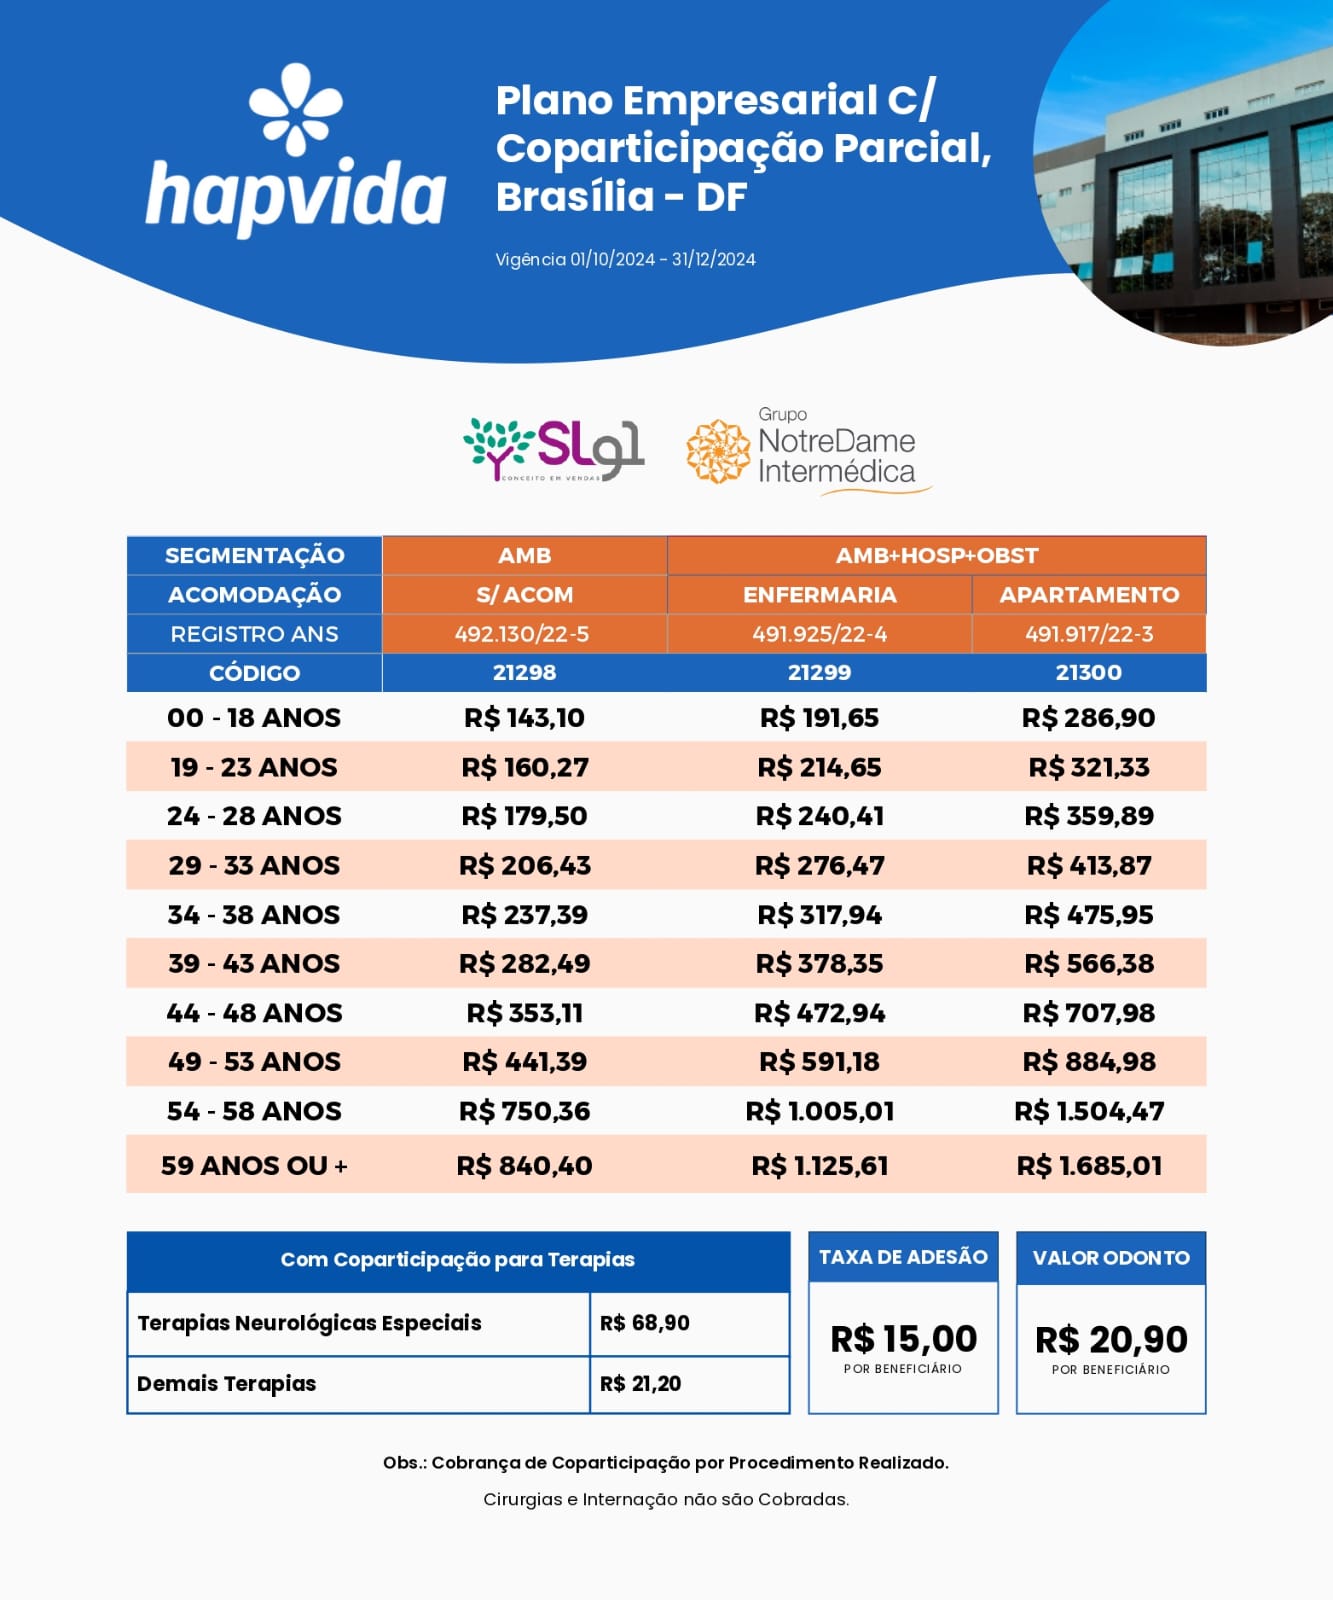 hapvida
Plano Empresarial C/
Coparticipação Parcial,
Brasília - DF
Vigência 01/10/2024 - 31/12/2024
SLg1
CONCEITO EM VENDAS
Grupo
NotreDame
Intermédica
SEGMENTAÇÃO AMB AMB+HOSP+OBST
ACOMODAÇÃO S/ ACOM ENFERMARIA APARTAMENTO
REGISTRO ANS 492.130/22-5 491.925/22-4 491.917/22-3
CÓDIGO 21298 21299 21300
00 - 18 ANOS R$ 143,10 R$ 191,65 R$ 286,90
19 - 23 ANOS R$ 160,27 R$ 214,65 R$ 321,33
24 - 28 ANOS R$ 179,50 R$ 240,41 R$ 359,89
29 - 33 ANOS R$ 206,43 R$ 276,47 R$ 413,87
34 - 38 ANOS R$ 237,39 R$ 317,94 R$ 475,95
39 - 43 ANOS R$ 282,49 R$ 378,35 R$ 566,38
44 - 48 ANOS R$ 353,11 R$ 472,94 R$ 707,98
49 - 53 ANOS R$ 441,39 R$ 591,18 R$ 884,98
54 - 58 ANOS R$ 750,36 R$ 1.005,01 R$ 1.504,47
59 ANOS OU + R$ 840,40 R$ 1.125,61 R$ 1.685,01
Com Coparticipação para Terapias
Terapias Neurológicas Especiais R$ 68,90
Demais Terapias R$ 21,20
TAXA DE ADESÃO
R$ 15,00
POR BENEFICIÁRIO
VALOR ODONTO
R$ 20,90
POR BENEFICIÁRIO
Obs.: Cobrança de Coparticipação por Procedimento Realizado.
Cirurgias e Internação não são Cobradas.